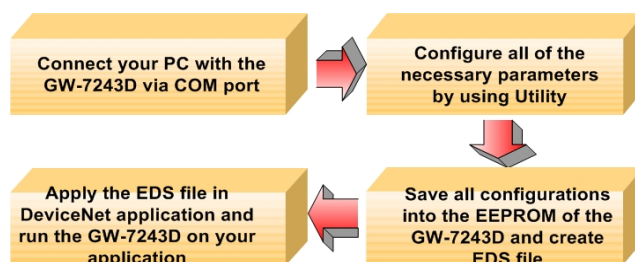 Connect your PC with the
GW-7243D via COM port
Configure all of the
necessary parameters
by using Utility
Save all configurations
into the EEPROM of the
GW-7243D and create
EDS file
Apply the EDS file in
DeviceNet application and
run the GW-7243D on your
application